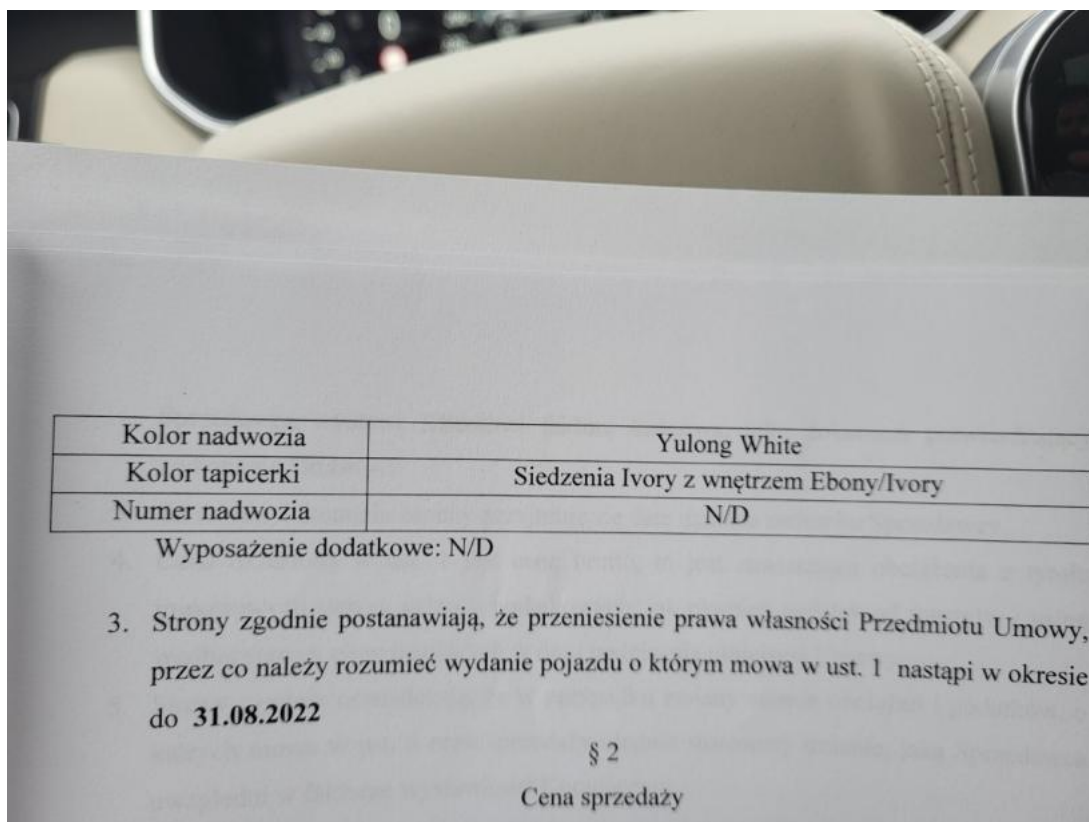 Kolor nadwozia Yulong White
Kolor tapicerki Siedzenia Ivory z wnętrzem Ebony/Ivory
Numer nadwozia N/D
Wyposażenie dodatkowe: N/D
3. Strony zgodnie postanawiają, że przeniesienie prawa własności Przedmiotu Umowy,
przez co należy rozumieć wydanie pojazdu o którym mowa w ust. 1 nastąpi w okresie
do 31.08.2022
§ 2
Cena sprzedaży